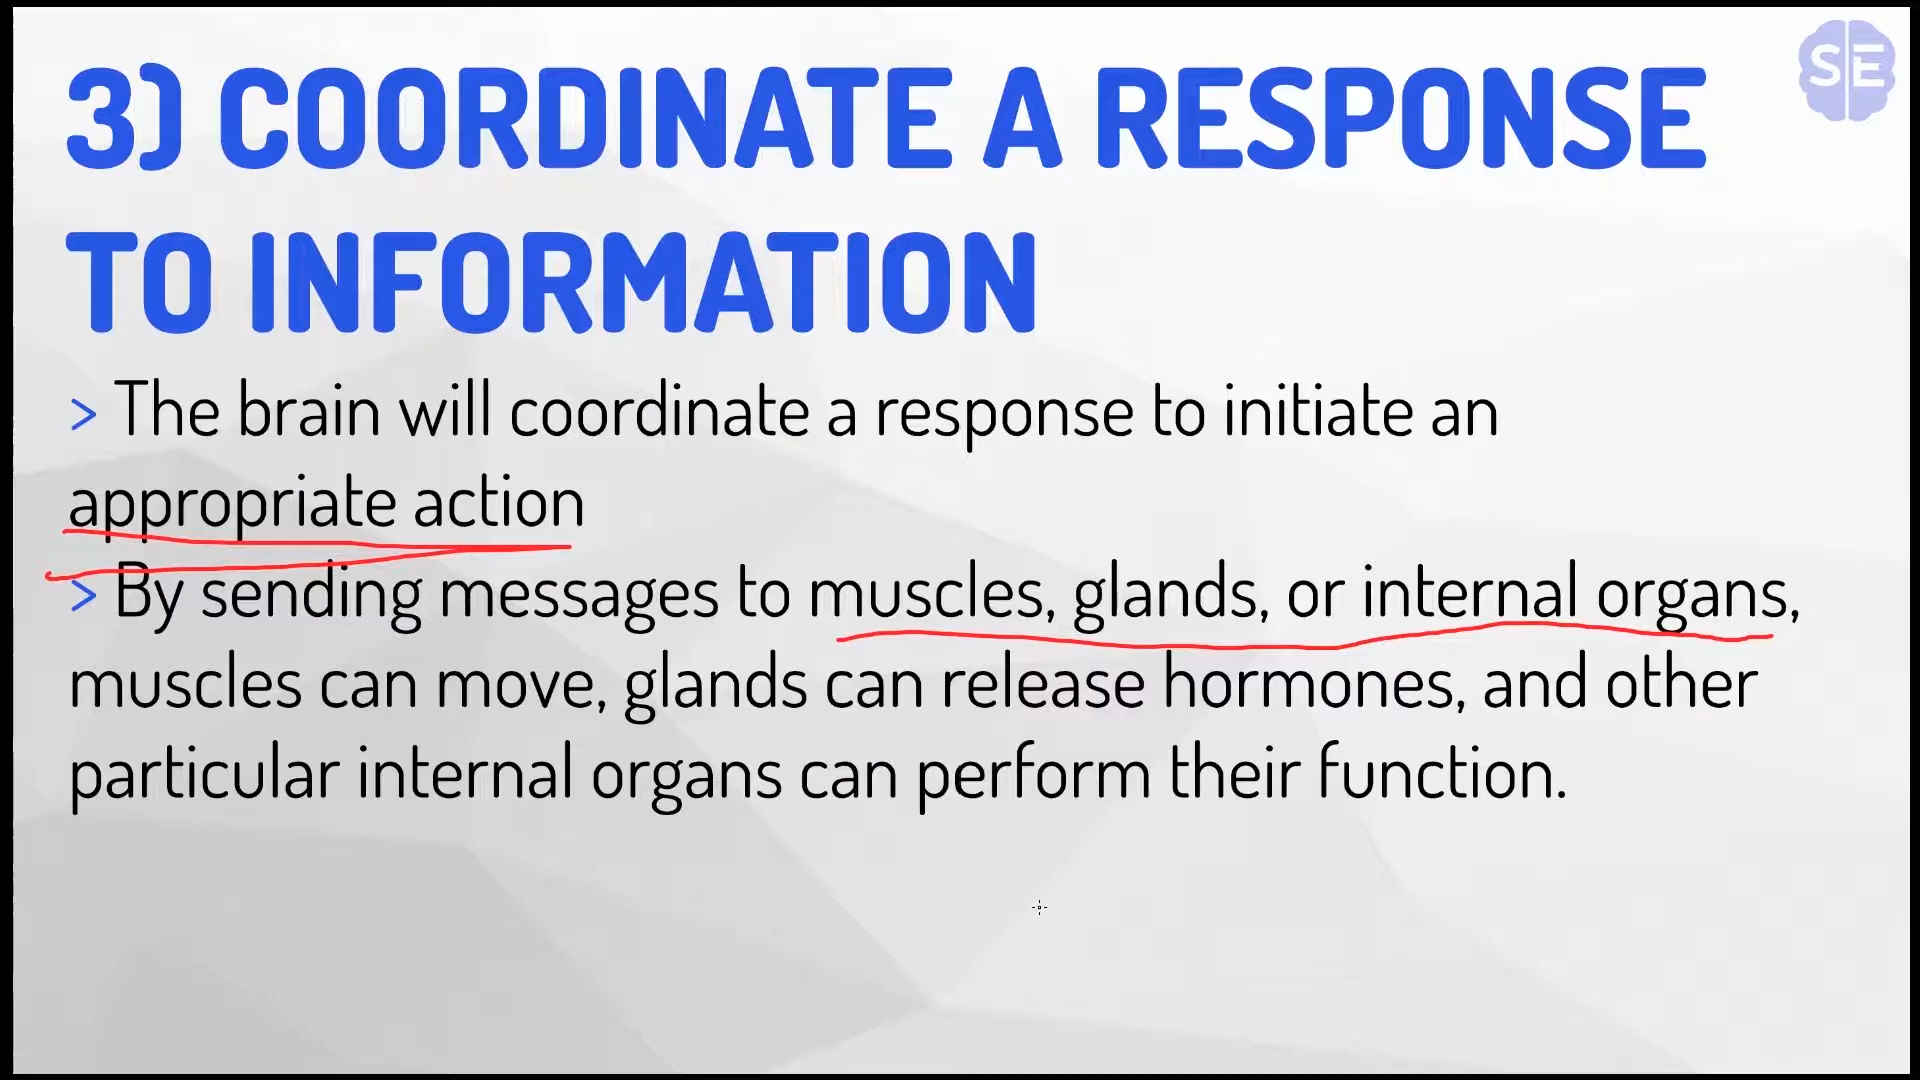 SE
3) COORDINATE A RESPONSE
TO INFORMATION
> The brain will coordinate a response to initiate an
appropriate action
> By sending messages to muscles, glands, or internal organs,
muscles can move, glands can release hormones, and other
particular internal organs can perform their function.